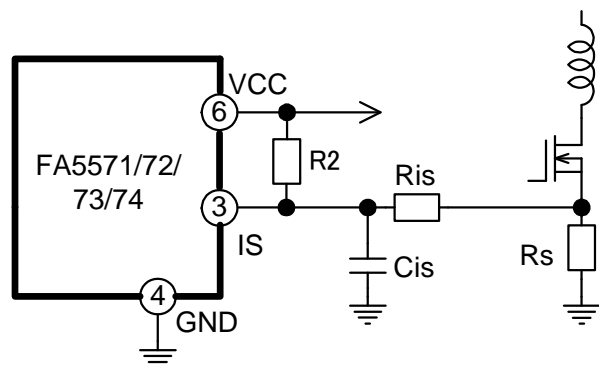 VCC
6
FA5571/72/
73/74
R2
Ris
3
IS
Cis
Rs
4
GND